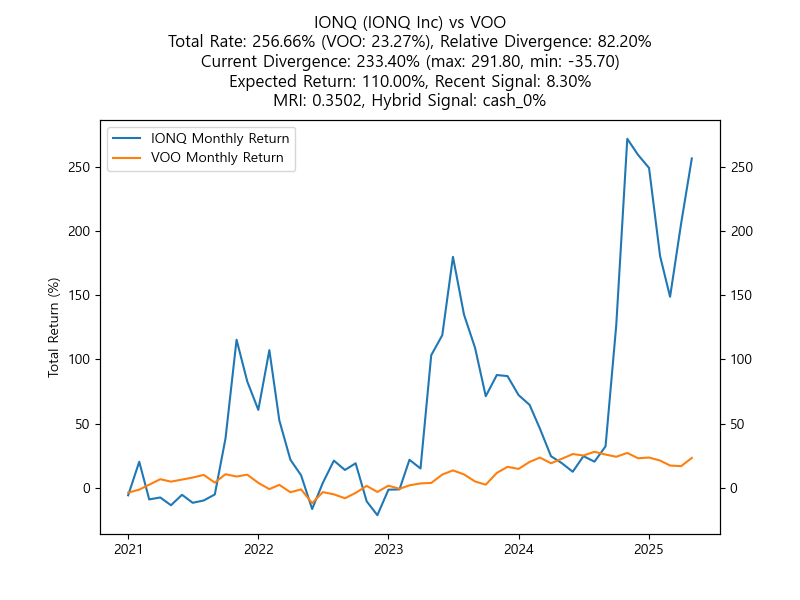 IONQ (IONQ Inc) vs VOO
Total Rate: 256.66% (VOO: 23.27%), Relative Divergence: 82.20%
Current Divergence: 233.40% (max: 291.80, min: -35.70)
Expected Return: 110.00%, Recent Signal: 8.30%
MRI: 0.3502, Hybrid Signal: cash_0%
IONQ Monthly Return
VOO Monthly Return
Total Return (%)
250
200
150
100
50
0
250
200
150
100
50
0
2021
2022
2023
2024
2025